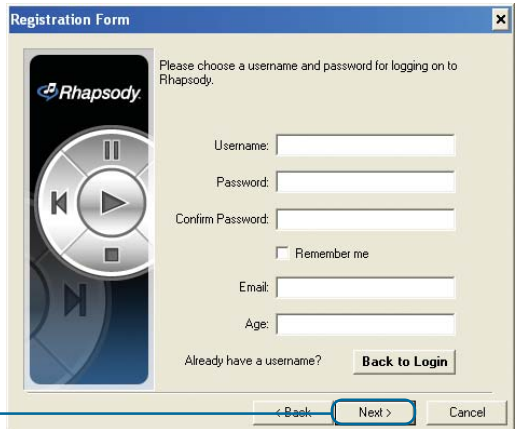 Registration Form
Rhapsody.
Please choose a username and password for logging on to
Rhapsody.
Username:
Password:
Confirm Password:
Remember me
Email:
Age:
Already have a username?
Back to Login
< Back
Next >
Cancel